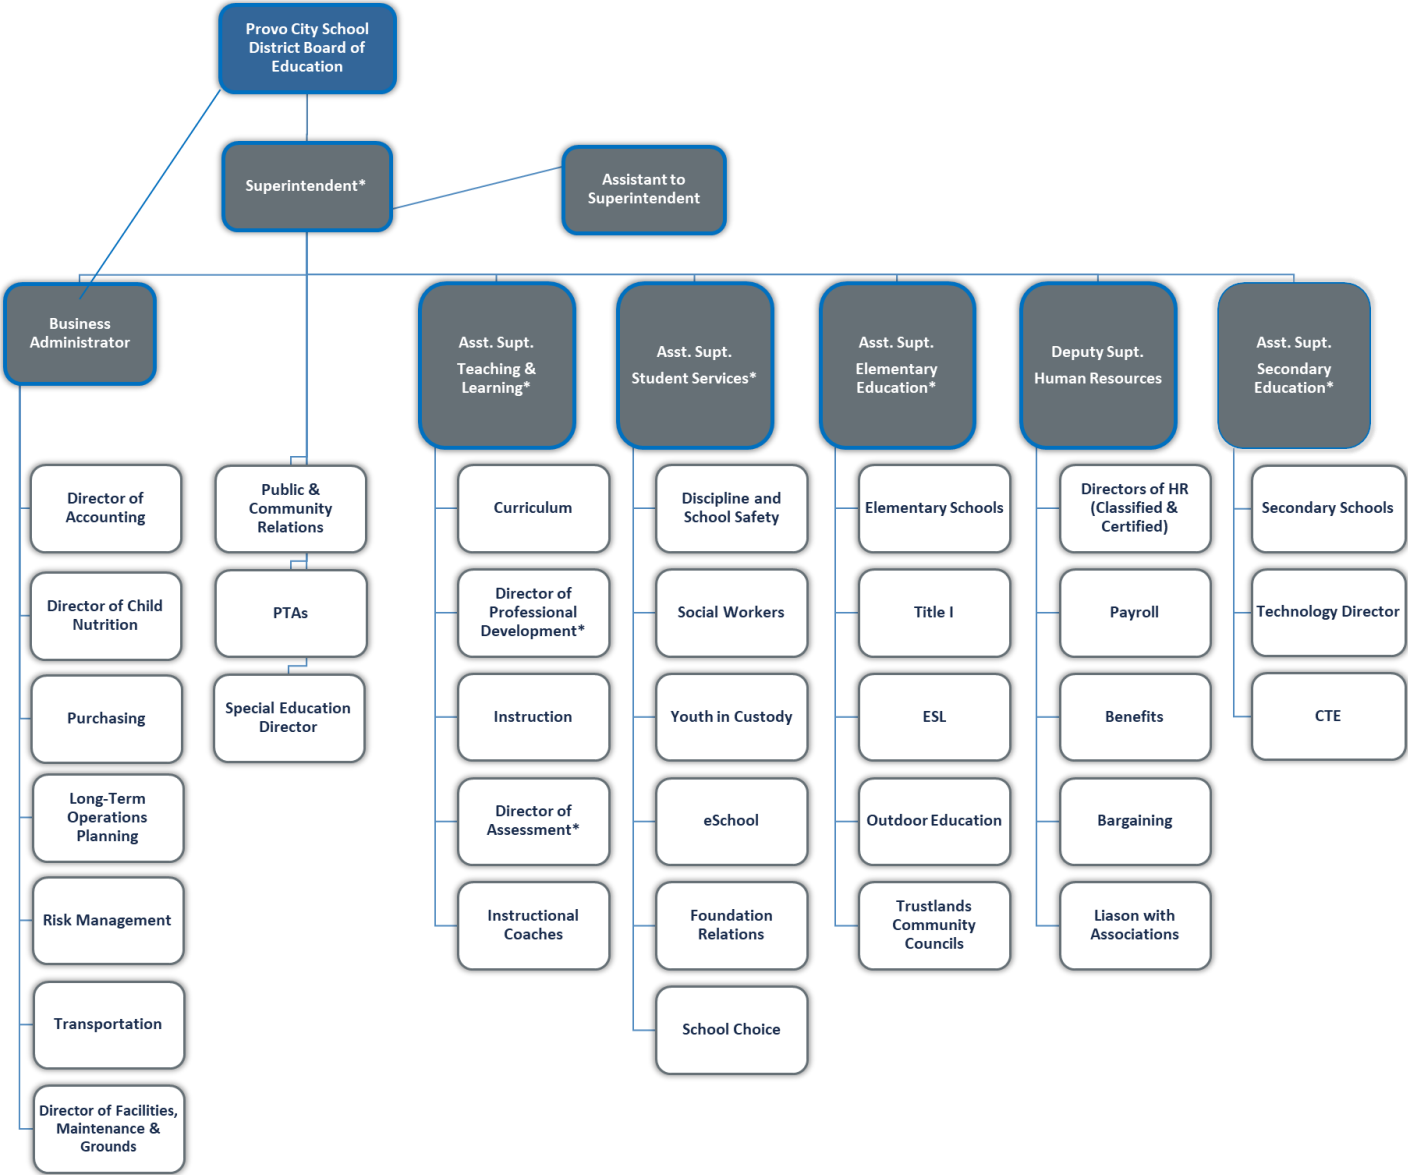 Provo City School
District Board of
Education
Superintendent*
Assistant to
Superintendent
Business
Administrator
Asst. Supt.
Teaching &
Learning*
Asst. Supt.
Student Services*
Asst. Supt.
Elementary
Education*
Deputy Supt.
Human Resources
Asst. Supt.
Secondary
Education*
Director of
Accounting
Director of Child
Nutrition
Purchasing
Long-Term
Operations
Planning
Risk Management
Transportation
Director of Facilities,
Maintenance &
Grounds
Public &
Community
Relations
PTAs
Special Education
Director
Curriculum
Director of
Professional
Development*
Instruction
Director of
Assessment*
Instructional
Coaches
Discipline and
School Safety
Social Workers
Youth in Custody
eSchool
Foundation
Relations
School Choice
Elementary Schools
Title I
ESL
Outdoor Education
Trustlands
Community
Councils
Directors of HR
(Classified &
Certified)
Payroll
Benefits
Bargaining
Liason with
Associations
Secondary Schools
Technology Director
CTE